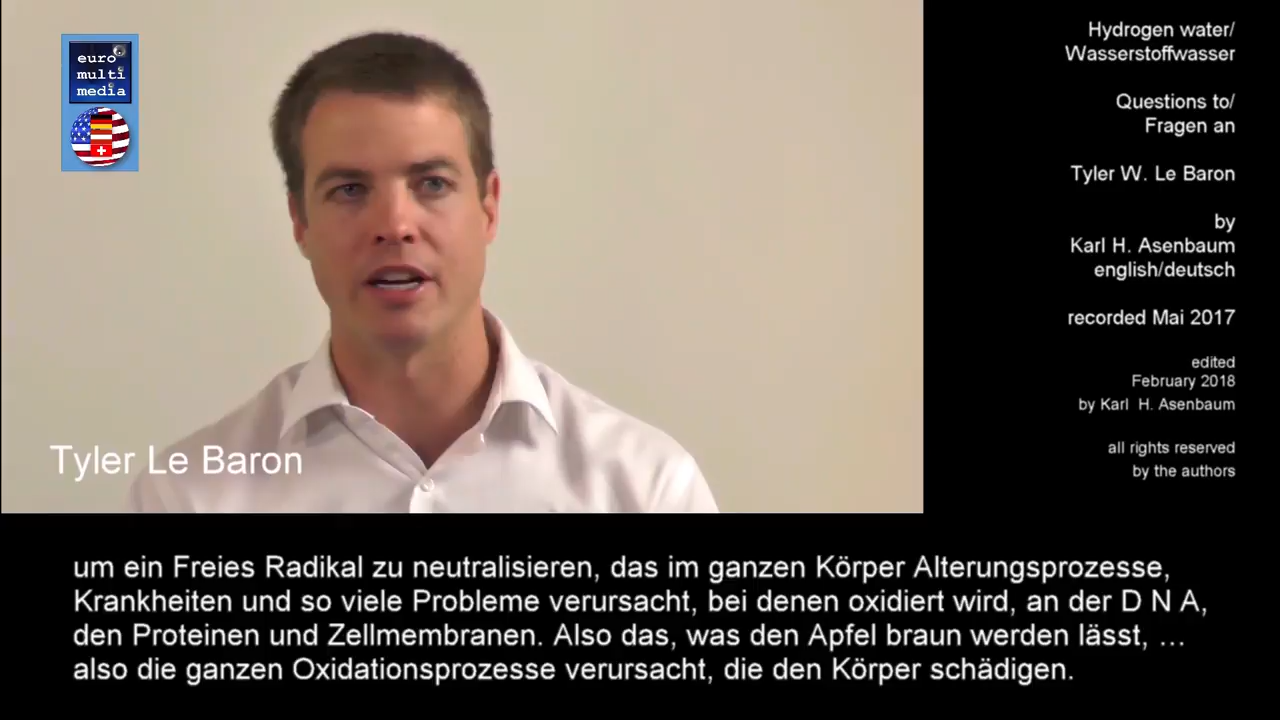 euro
multi
media
Hydrogen water/
Wasserstoffwasser
Questions to/
Fragen an
Tyler W. Le Baron
by
Karl H. Asenbaum
english/deutsch
recorded Mai 2017
edited
February 2018
by Karl H. Asenbaum
all rights reserved
by the authors
Tyler Le Baron
um ein Freies Radikal zu neutralisieren, das im ganzen Körper Alterungsprozesse,
Krankheiten und so viele Probleme verursacht, bei denen oxidiert wird, an der D N A,
den Proteinen und Zellmembranen. Also das, was den Apfel braun werden lässt, ...
also die ganzen Oxidationsprozesse verursacht, die den Körper schädigen.